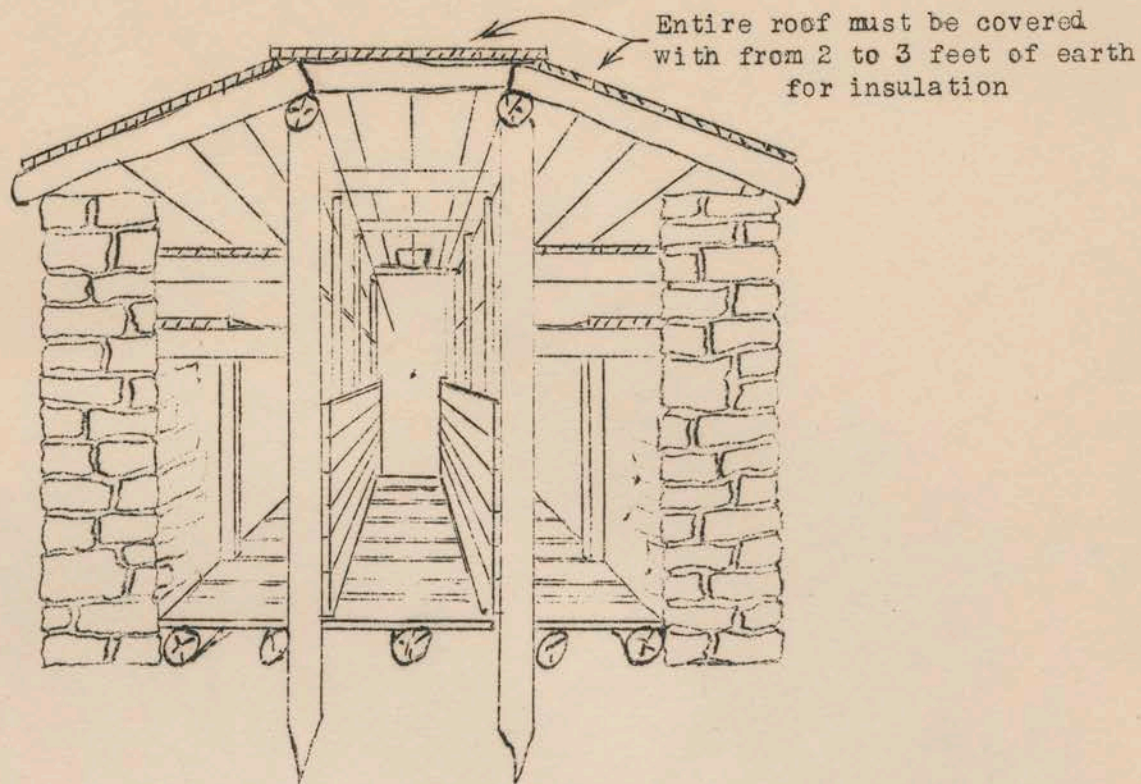 Entire roof must be covered
with from 2 to 3 feet of earth
for insulation